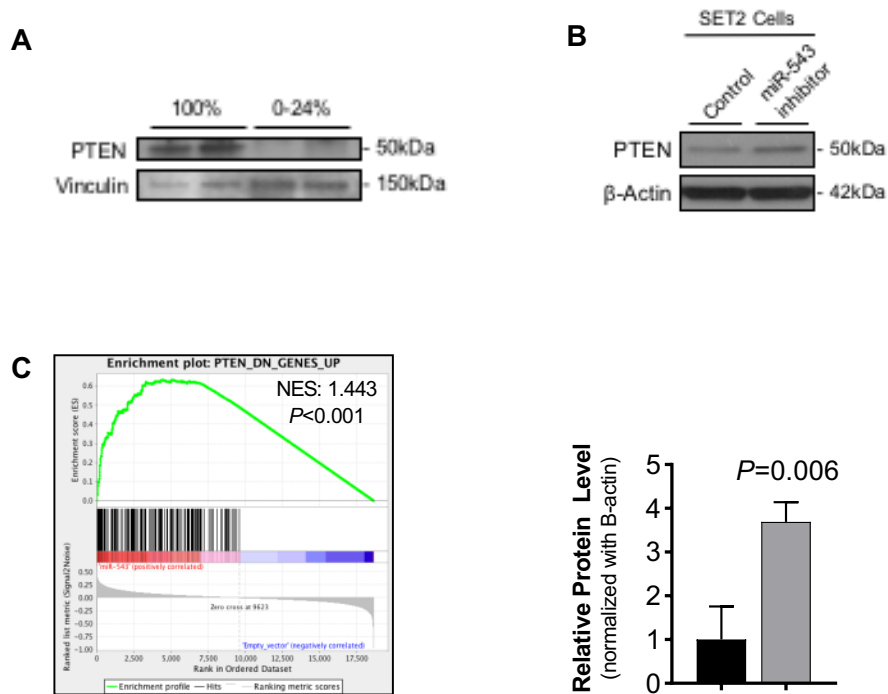 A
100% 0-24%
PTEN - 50kDa
Vinculin - 150kDa
B
SET2 Cells
Control miR-543 inhibitor
PTEN - 50kDa
β-Actin - 42kDa
C
Enrichment plot: PTEN_DN_GENES_UP
NES: 1.443
P<0.001
Enrichment score (ES)
0.6
0.5
0.4
0.3
0.2
0.1
0.0
'miR-543' (positively correlated)
Ranked list metric (Signal2Noise)
0.50
0.25
0.00
-0.25
-0.50
-0.75
-1.00
Zero cross at 9623
'Empty_vector' (negatively correlated)
0 2,500 5,000 7,500 10,000 12,500 15,000 17,500
Rank in Ordered Dataset
Enrichment profile Hits Ranking metric scores
Relative Protein Level
(normalized with B-actin)
P=0.006
5
4
3
2
1
0